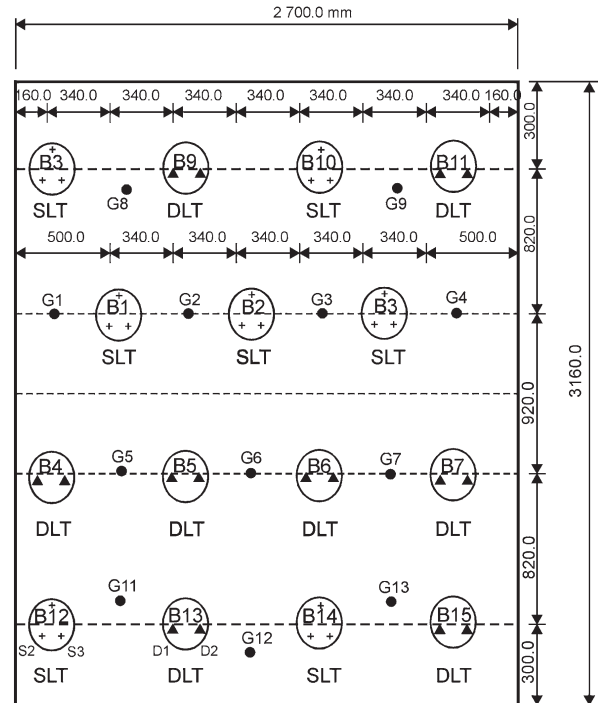 2 700.0 mm
160.0 340.0 340.0 340.0 340.0 340.0 340.0 340.0 160.0
300.0
B3 B9 B10 B11
G8 G9
SLT DLT SLT DLT
820.0
500.0 340.0 340.0 340.0 340.0 500.0
G1 B1 G2 B2 G3 B3 G4
SLT SLT SLT
920.0
3160.0
B4 G5 B5 G6 B6 G7 B7
DLT DLT DLT DLT
820.0
G11 G13
B12 B13 B14 B15
S2 S3 D1 D2 G12
SLT DLT SLT DLT
300.0